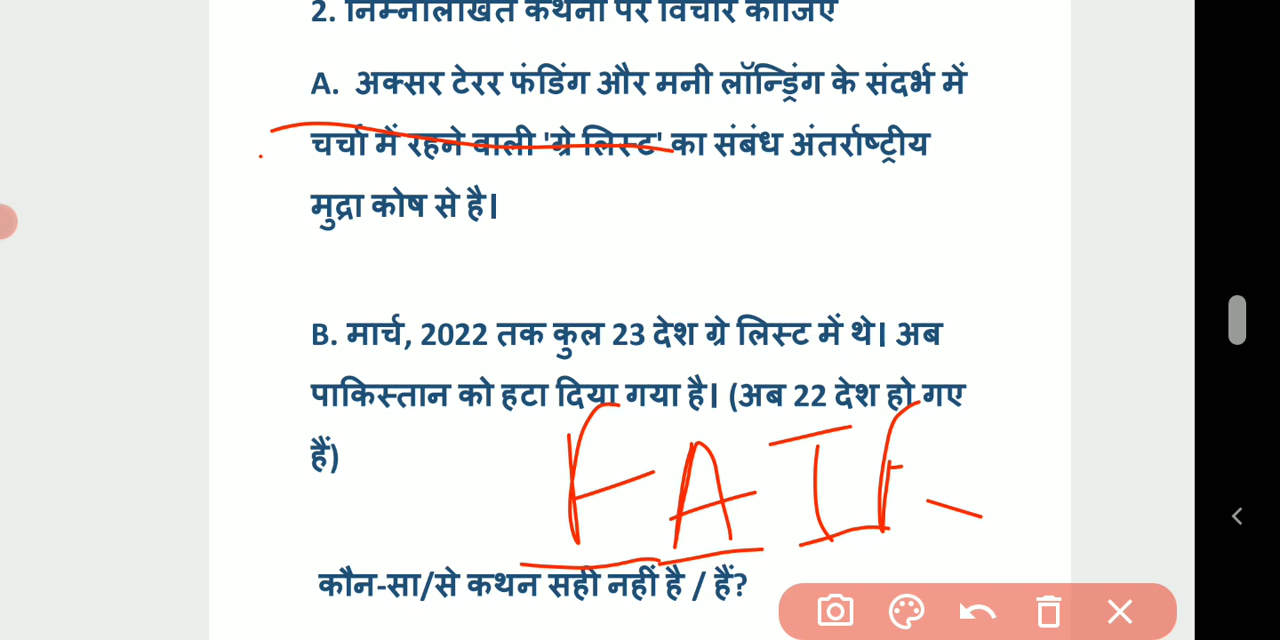 2. निम्नलिखित कथनों पर विचार कीजिए
A. अक्सर टेरर फंडिंग और मनी लॉन्ड्रिंग के संदर्भ में
चर्चा में रहने वाली 'ग्रे लिस्ट' का संबंध अंतर्राष्ट्रीय
मुद्रा कोष से है।
B. मार्च, 2022 तक कुल 23 देश ग्रे लिस्ट में थे। अब
पाकिस्तान को हटा दिया गया है। (अब 22 देश हो गए
हैं)
FATF
कौन-सा/से कथन सही नहीं है / हैं?